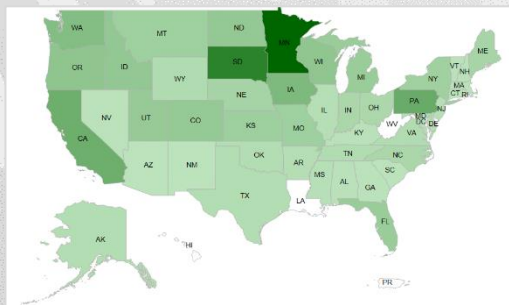 WA
MT
ND
MN
ME
OR
ID
SD
WI
MI
VT
NH
NY
MA
CT
RI
WY
IA
NE
PA
NJ
NV
UT
CO
IL
IN
OH
MD
DE
DC
WV
VA
CA
KS
MO
KY
NC
TN
AZ
NM
OK
AR
SC
MS
AL
GA
TX
LA
FL
AK
HI
PR